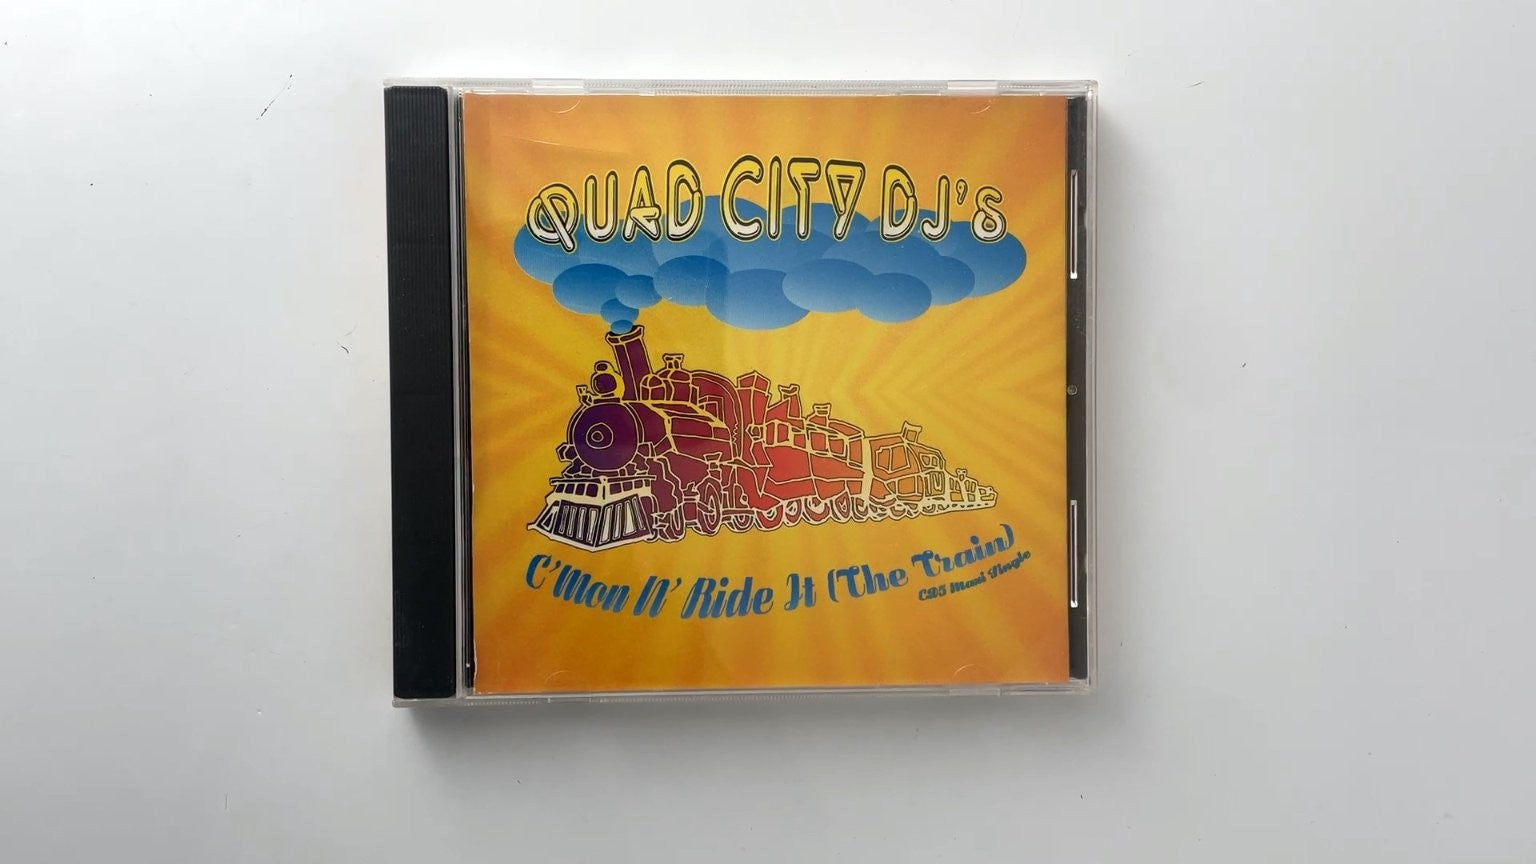 QUAD CITY DJ's
C'Mon N' Ride It (The Train)
CD5 Maxi Single